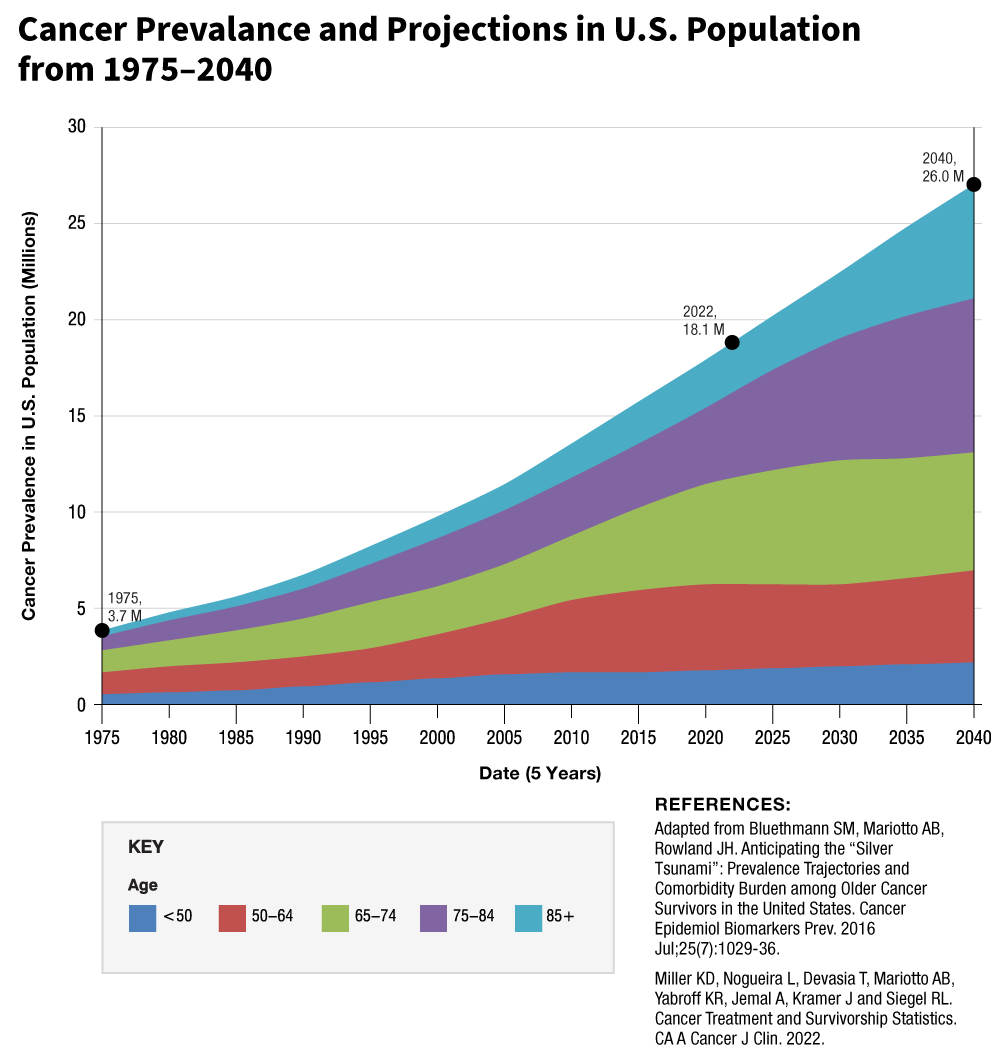 Cancer Prevalance and Projections in U.S. Population
from 1975–2040
Cancer Prevalence in U.S. Population (Millions)
30
25
20
15
10
5
0
2040,
26.0 M
2022,
18.1 M
1975,
3.7 M
1975 1980 1985 1990 1995 2000 2005 2010 2015 2020 2025 2030 2035 2040
Date (5 Years)
KEY
Age
<50 50–64 65–74 75–84 85+
REFERENCES:
Adapted from Bluethmann SM, Mariotto AB,
Rowland JH. Anticipating the “Silver
Tsunami”: Prevalence Trajectories and
Comorbidity Burden among Older Cancer
Survivors in the United States. Cancer
Epidemiol Biomarkers Prev. 2016
Jul;25(7):1029-36.
Miller KD, Nogueira L, Devasia T, Mariotto AB,
Yabroff KR, Jemal A, Kramer J and Siegel RL.
Cancer Treatment and Survivorship Statistics.
CA A Cancer J Clin. 2022.